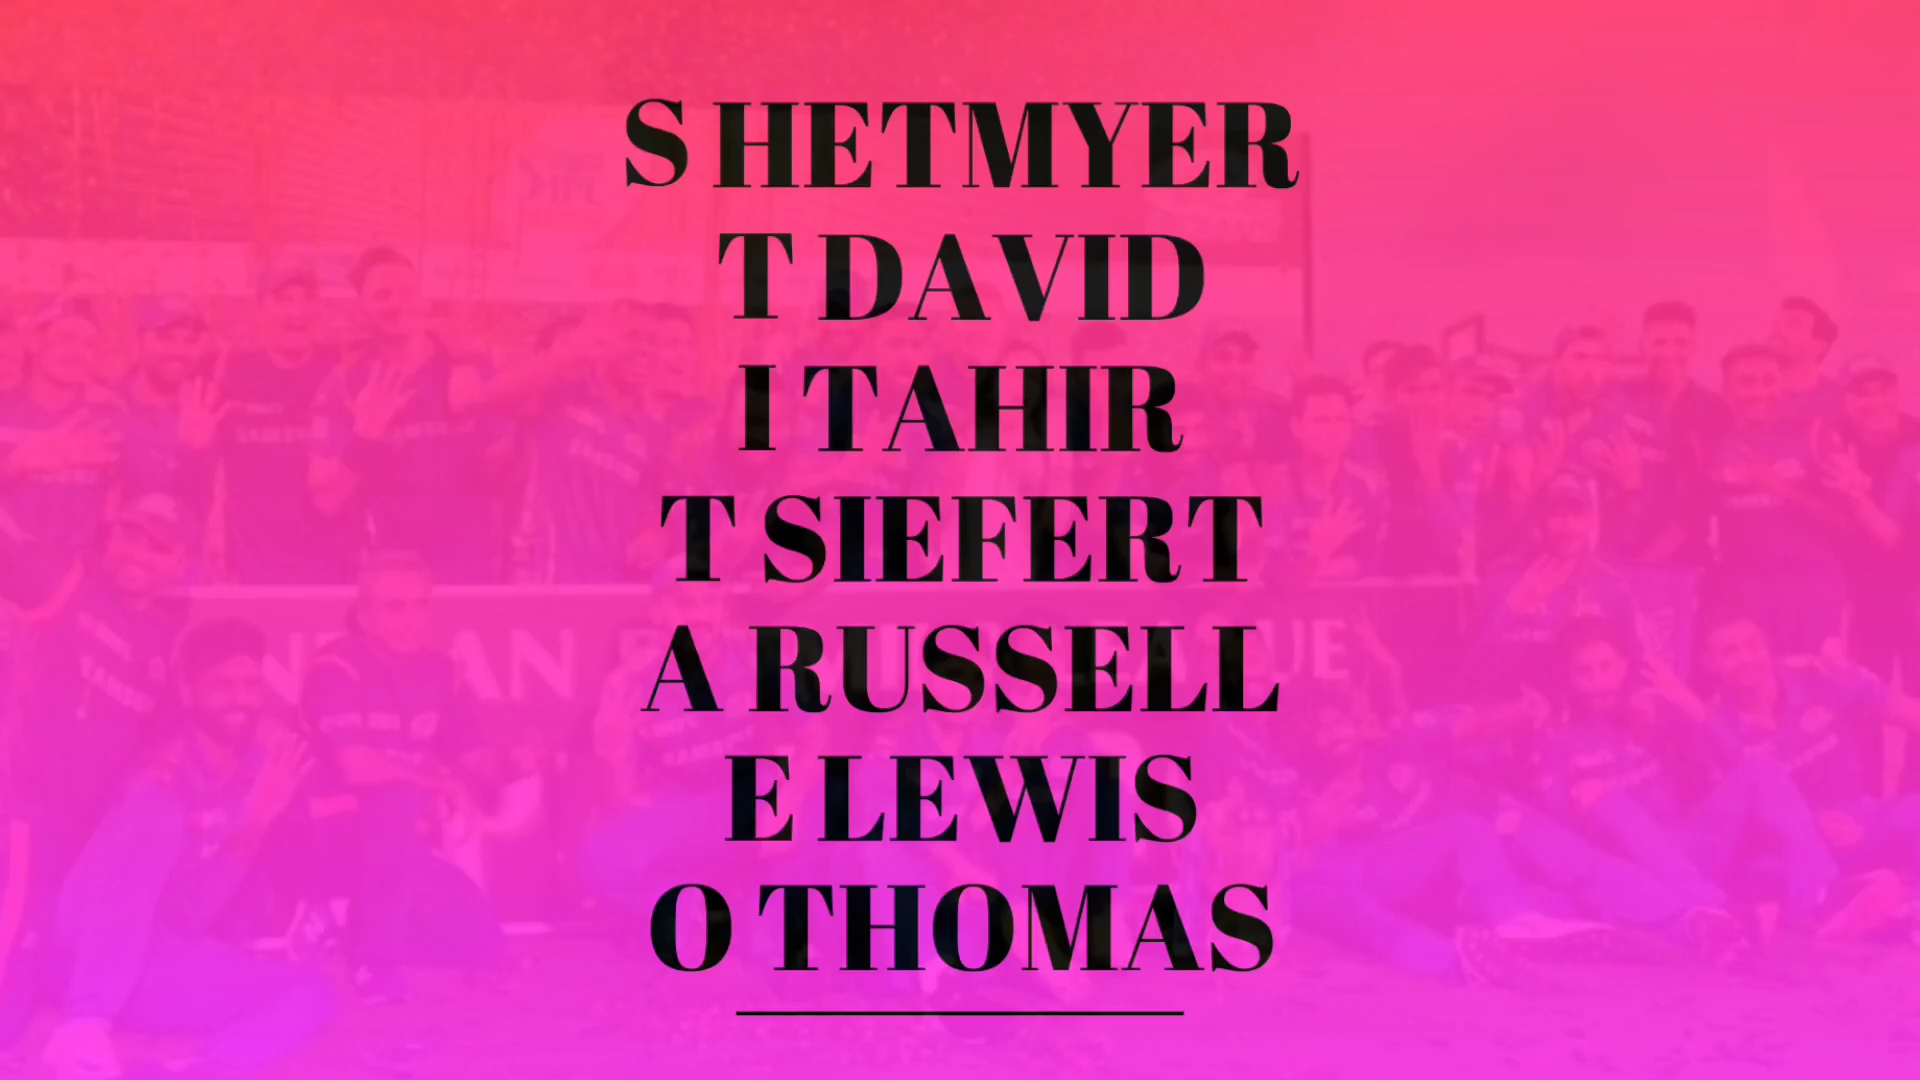 S HETMYER
T DAVID
I TAHIR
T SIEFERT
A RUSSELL
E LEWIS
O THOMAS